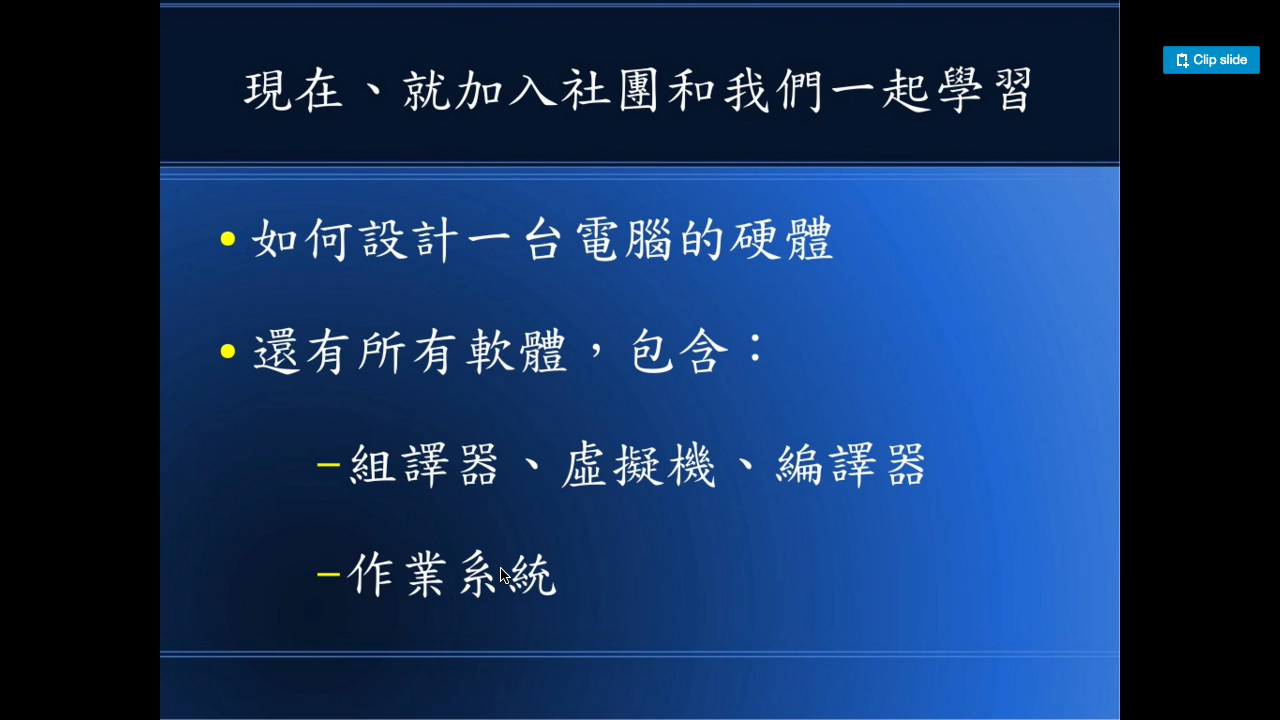 現在、就加入社團和我們一起學習
Clip slide
• 如何設計一台電腦的硬體
• 還有所有軟體，包含：
–組譯器、虛擬機、編譯器
–作業系統